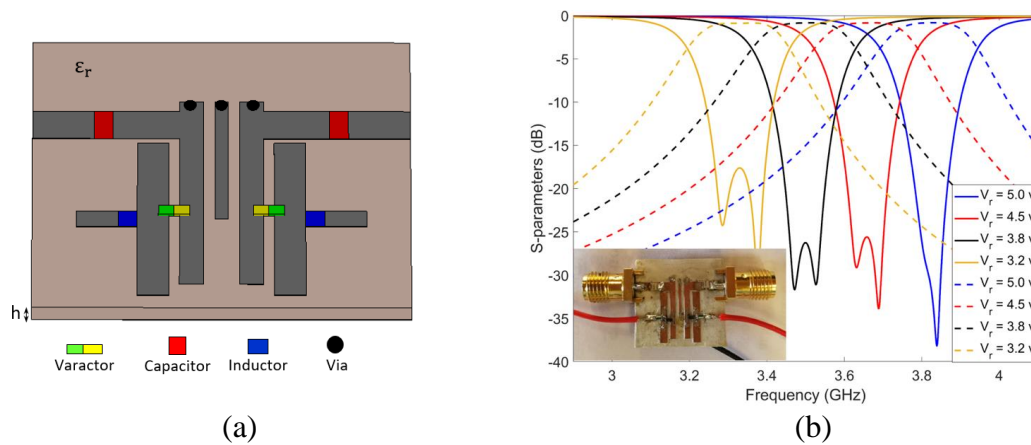 εr
h
Varactor
Capacitor
Inductor
Via
(a)
S-parameters (dB)
0
-5
-10
-15
-20
-25
-30
-35
-40
3
3.2
3.4
3.6
3.8
4
Frequency (GHz)
Vr = 5.0 v
Vr = 4.5 v
Vr = 3.8 v
Vr = 3.2 v
Vr = 5.0 v
Vr = 4.5 v
Vr = 3.8 v
Vr = 3.2 v
(b)